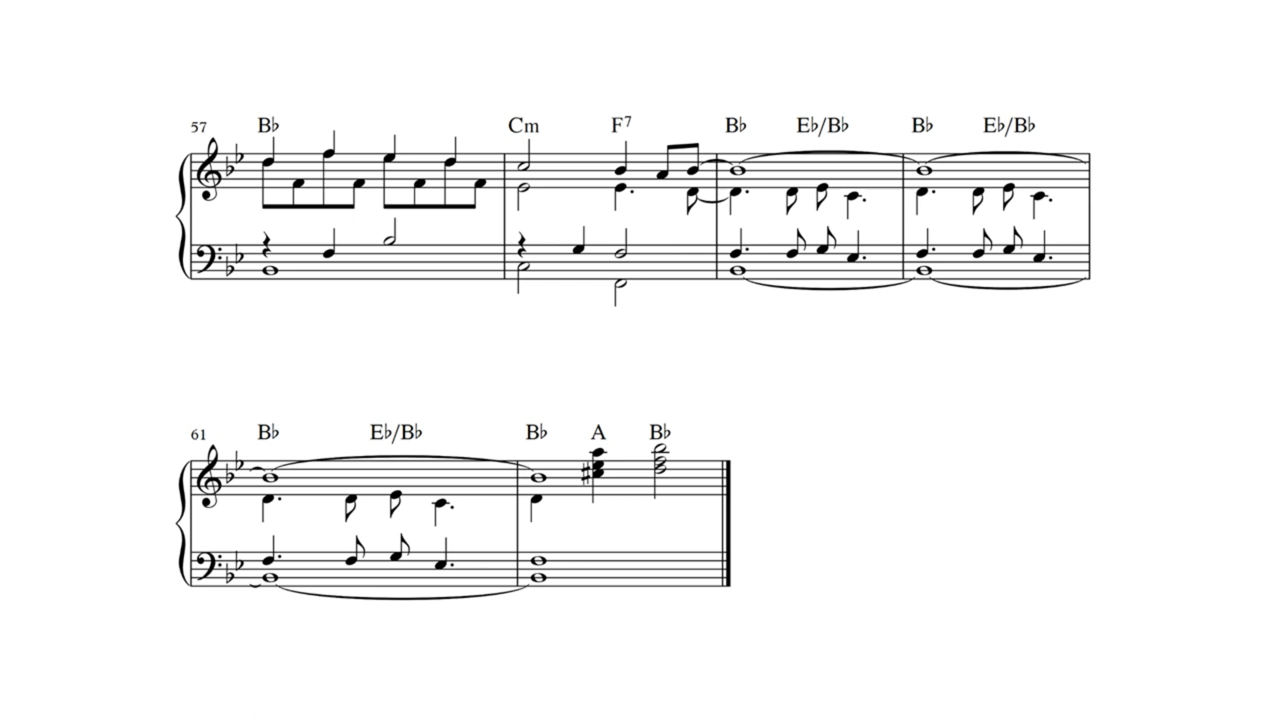 57 B♭ Cm F7 B♭ E♭/B♭ B♭ E♭/B♭
61 B♭ E♭/B♭ B♭ A B♭